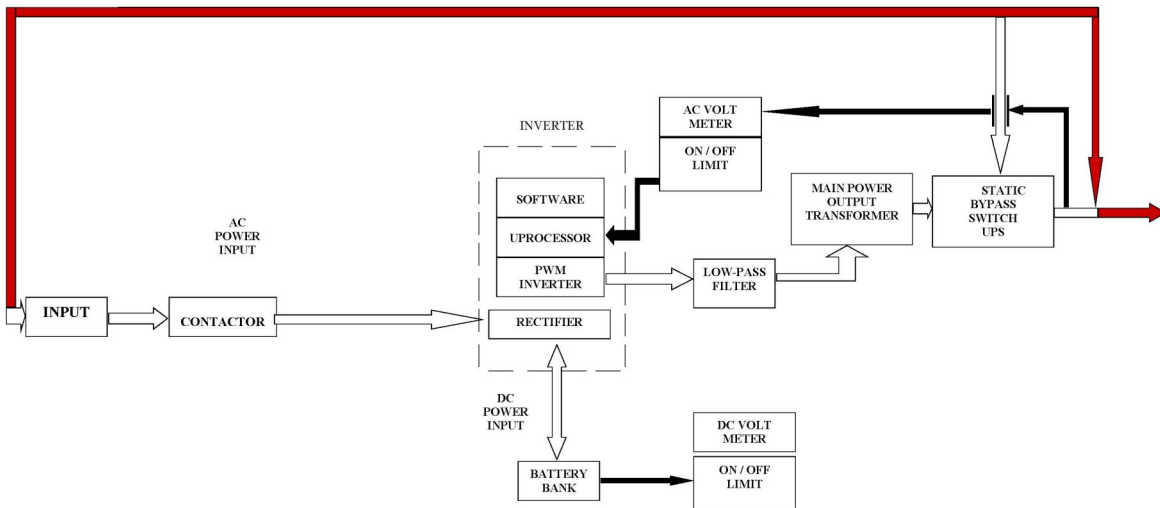 INVERTER
AC VOLT
METER
ON / OFF
LIMIT
SOFTWARE
UPROCESSOR
PWM
INVERTER
RECTIFIER
AC
POWER
INPUT
INPUT
CONTACTOR
LOW-PASS
FILTER
MAIN POWER
OUTPUT
TRANSFORMER
STATIC
BYPASS
SWITCH
UPS
DC
POWER
INPUT
BATTERY
BANK
DC VOLT
METER
ON / OFF
LIMIT